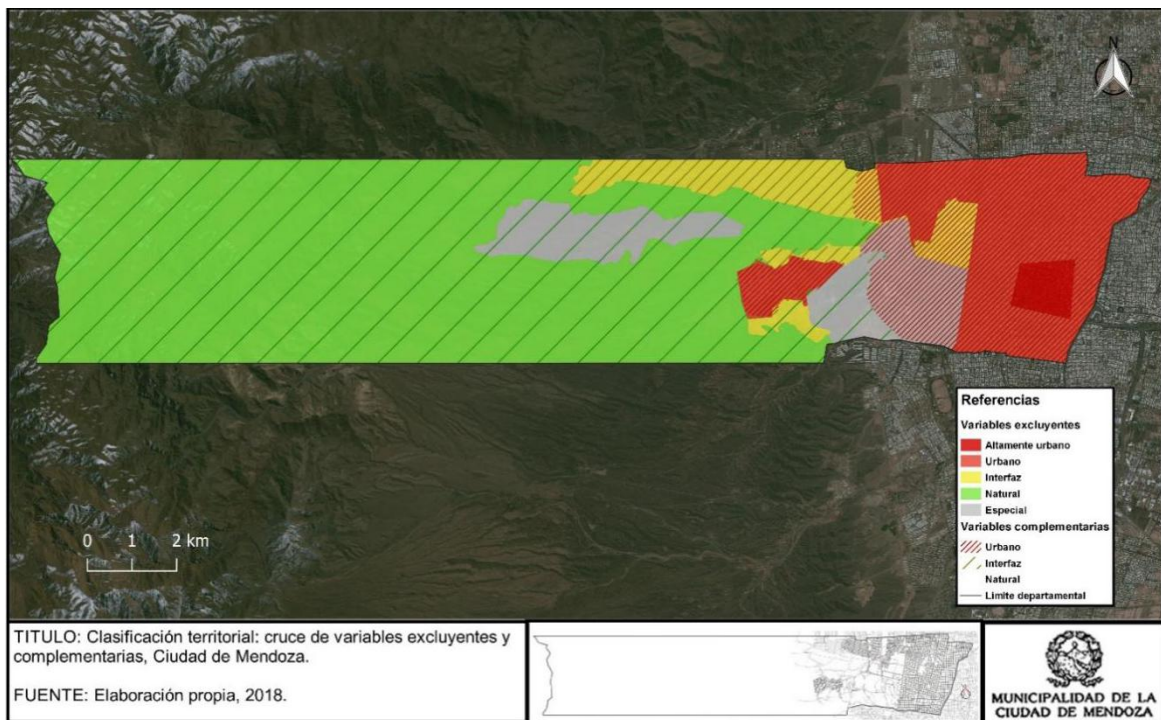 N
0 1 2 km
Referencias
Variables excluyentes
Altamente urbano
Urbano
Interfaz
Natural
Especial
Variables complementarias
Urbano
Interfaz
Natural
Limite departamental
TITULO: Clasificación territorial: cruce de variables excluyentes y
complementarias, Ciudad de Mendoza.
FUENTE: Elaboración propia, 2018.
MUNICIPALIDAD DE LA
CIUDAD DE MENDOZA